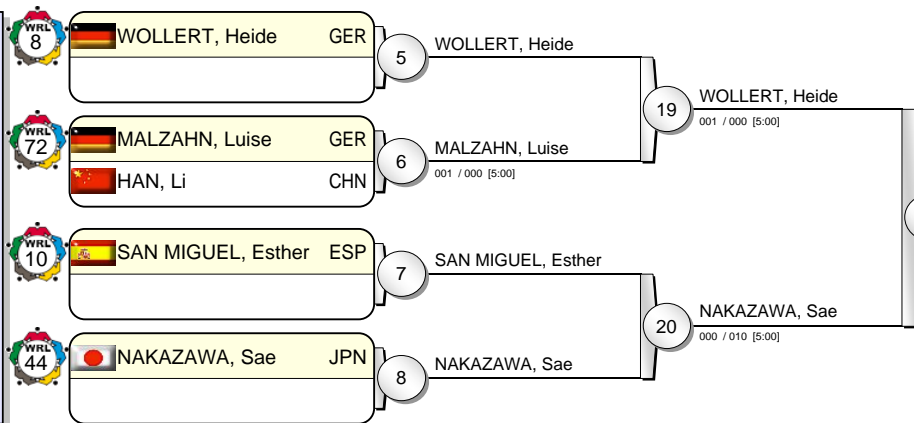 WRL
8
WOLLERT, Heide GER
5
WOLLERT, Heide
19
WOLLERT, Heide
001 / 000 [5:00]
WRL
72
MALZAHN, Luise GER
HAN, Li CHN
6
MALZAHN, Luise
001 / 000 [5:00]
WRL
10
SAN MIGUEL, Esther ESP
7
SAN MIGUEL, Esther
20
NAKAZAWA, Sae
000 / 010 [5:00]
WRL
44
NAKAZAWA, Sae JPN
8
NAKAZAWA, Sae